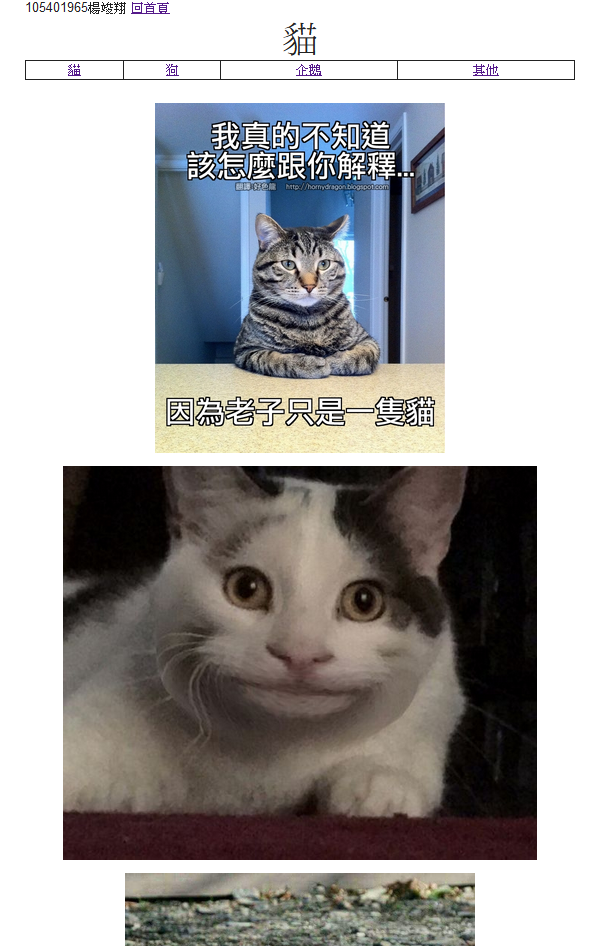 105401965楊竣翔 回首頁
貓
貓 狗 企鵝 其他
我真的不知道
該怎麼跟你解釋...
翻譯:好色龍 http://hornydragon.blogspot.com
因為老子只是一隻貓